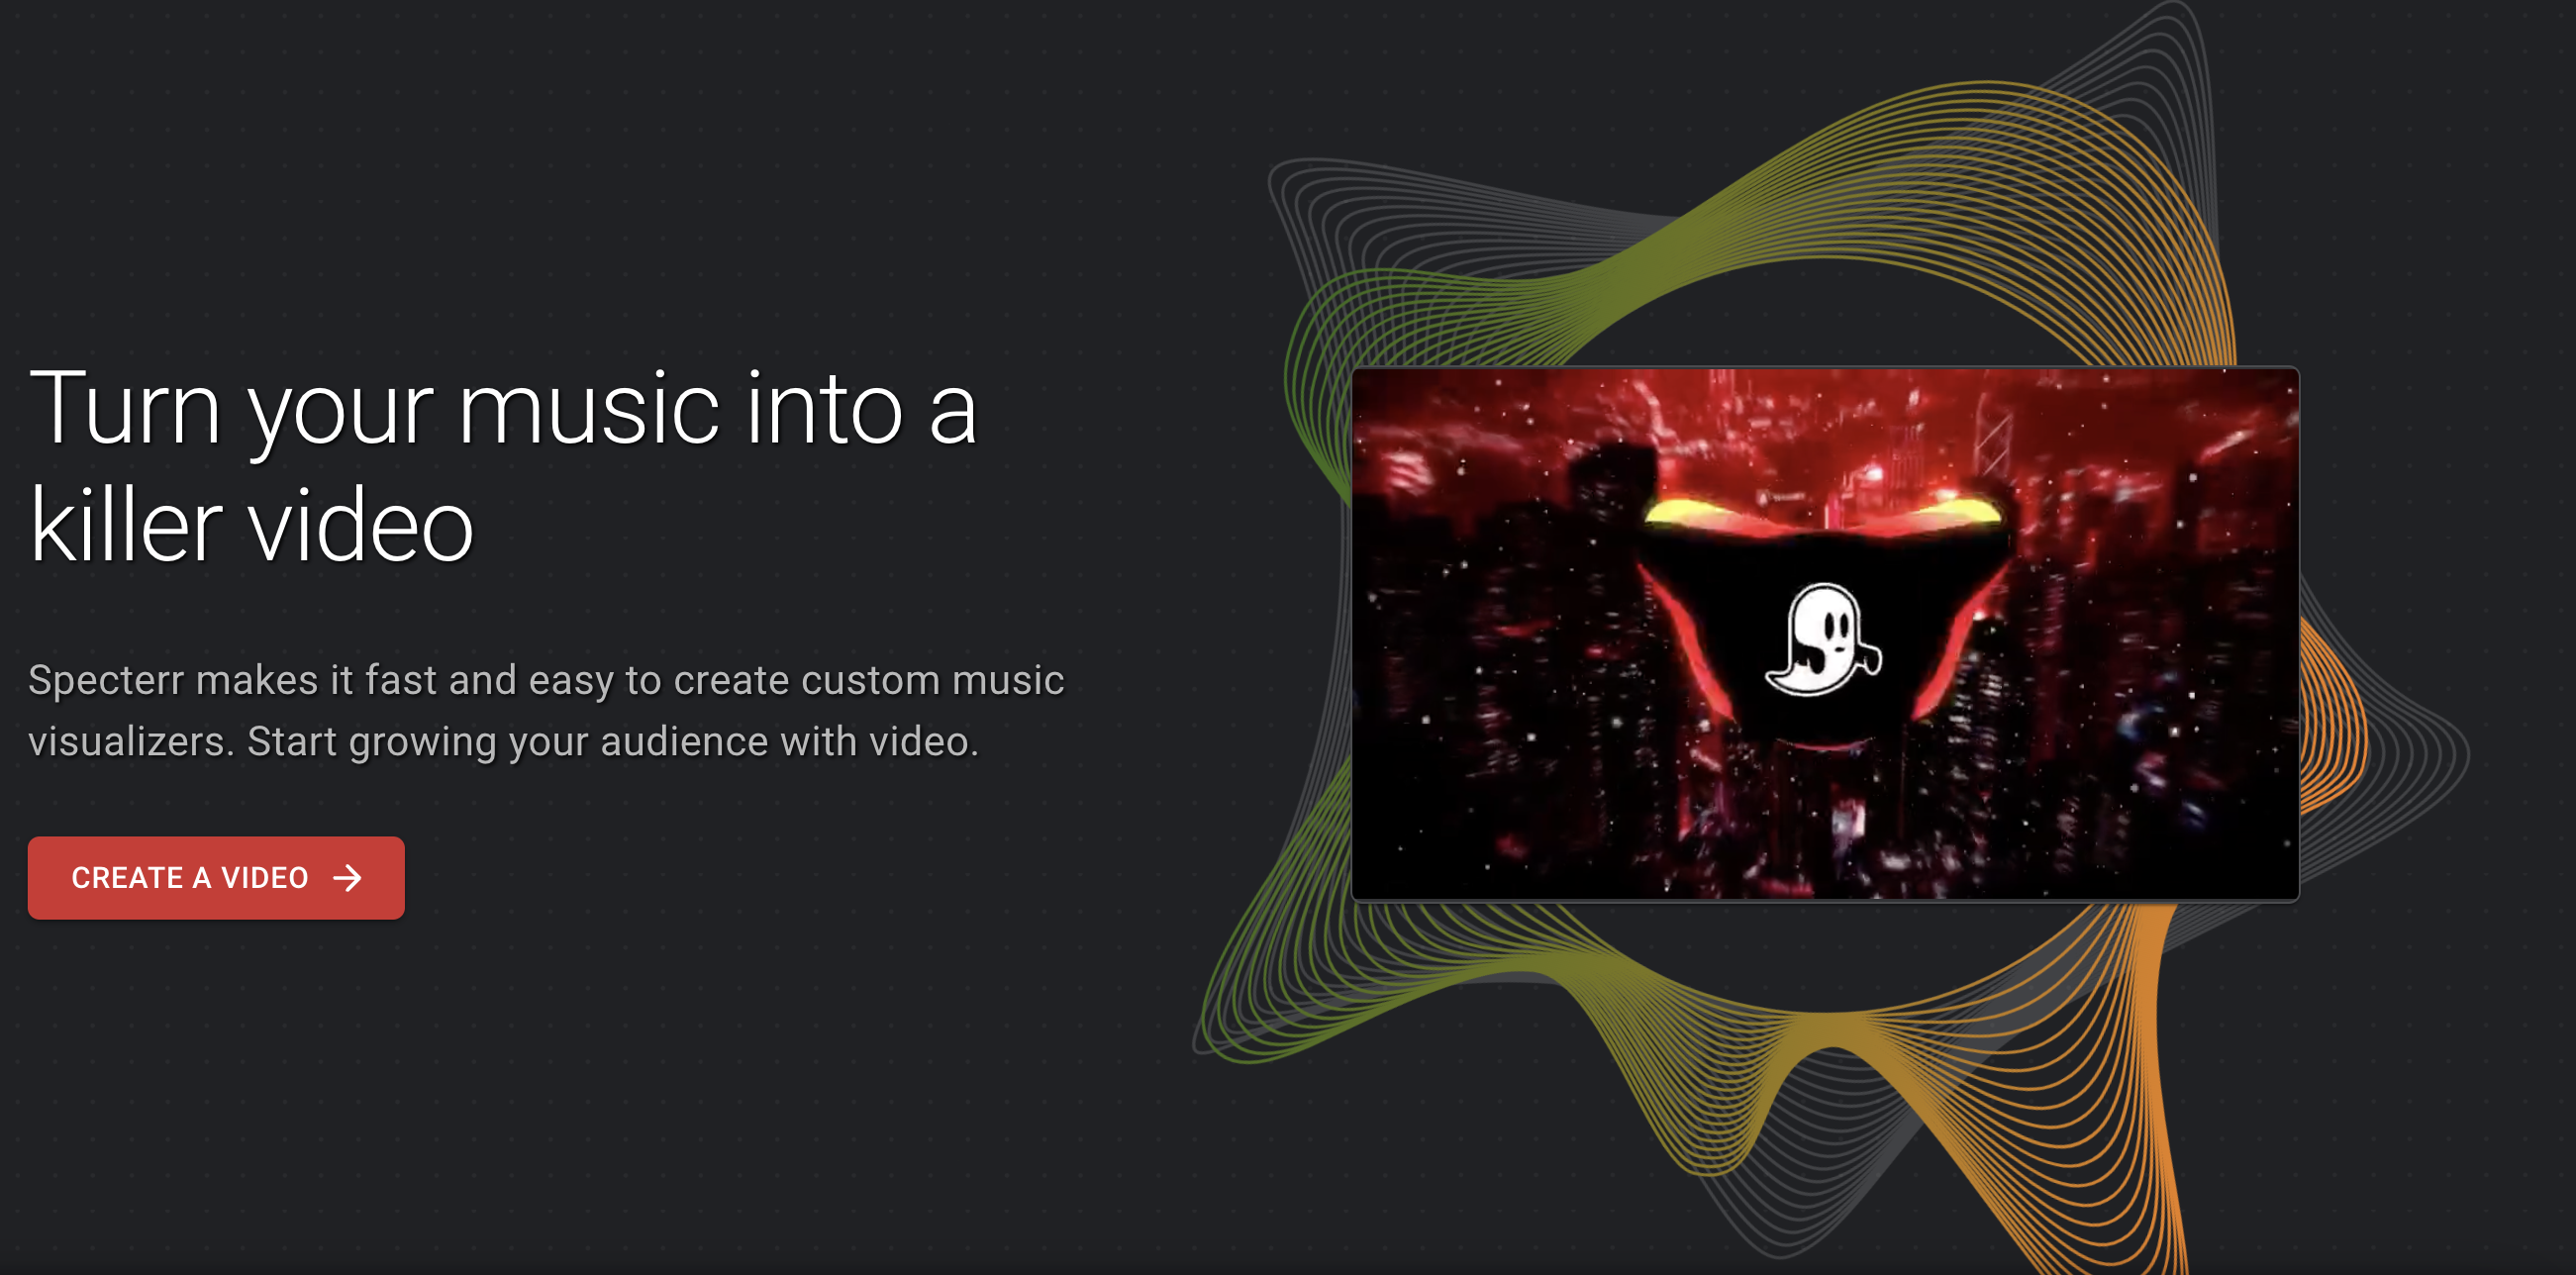 Turn your music into a
killer video
Specterr makes it fast and easy to create custom music
visualizers. Start growing your audience with video.
CREATE A VIDEO